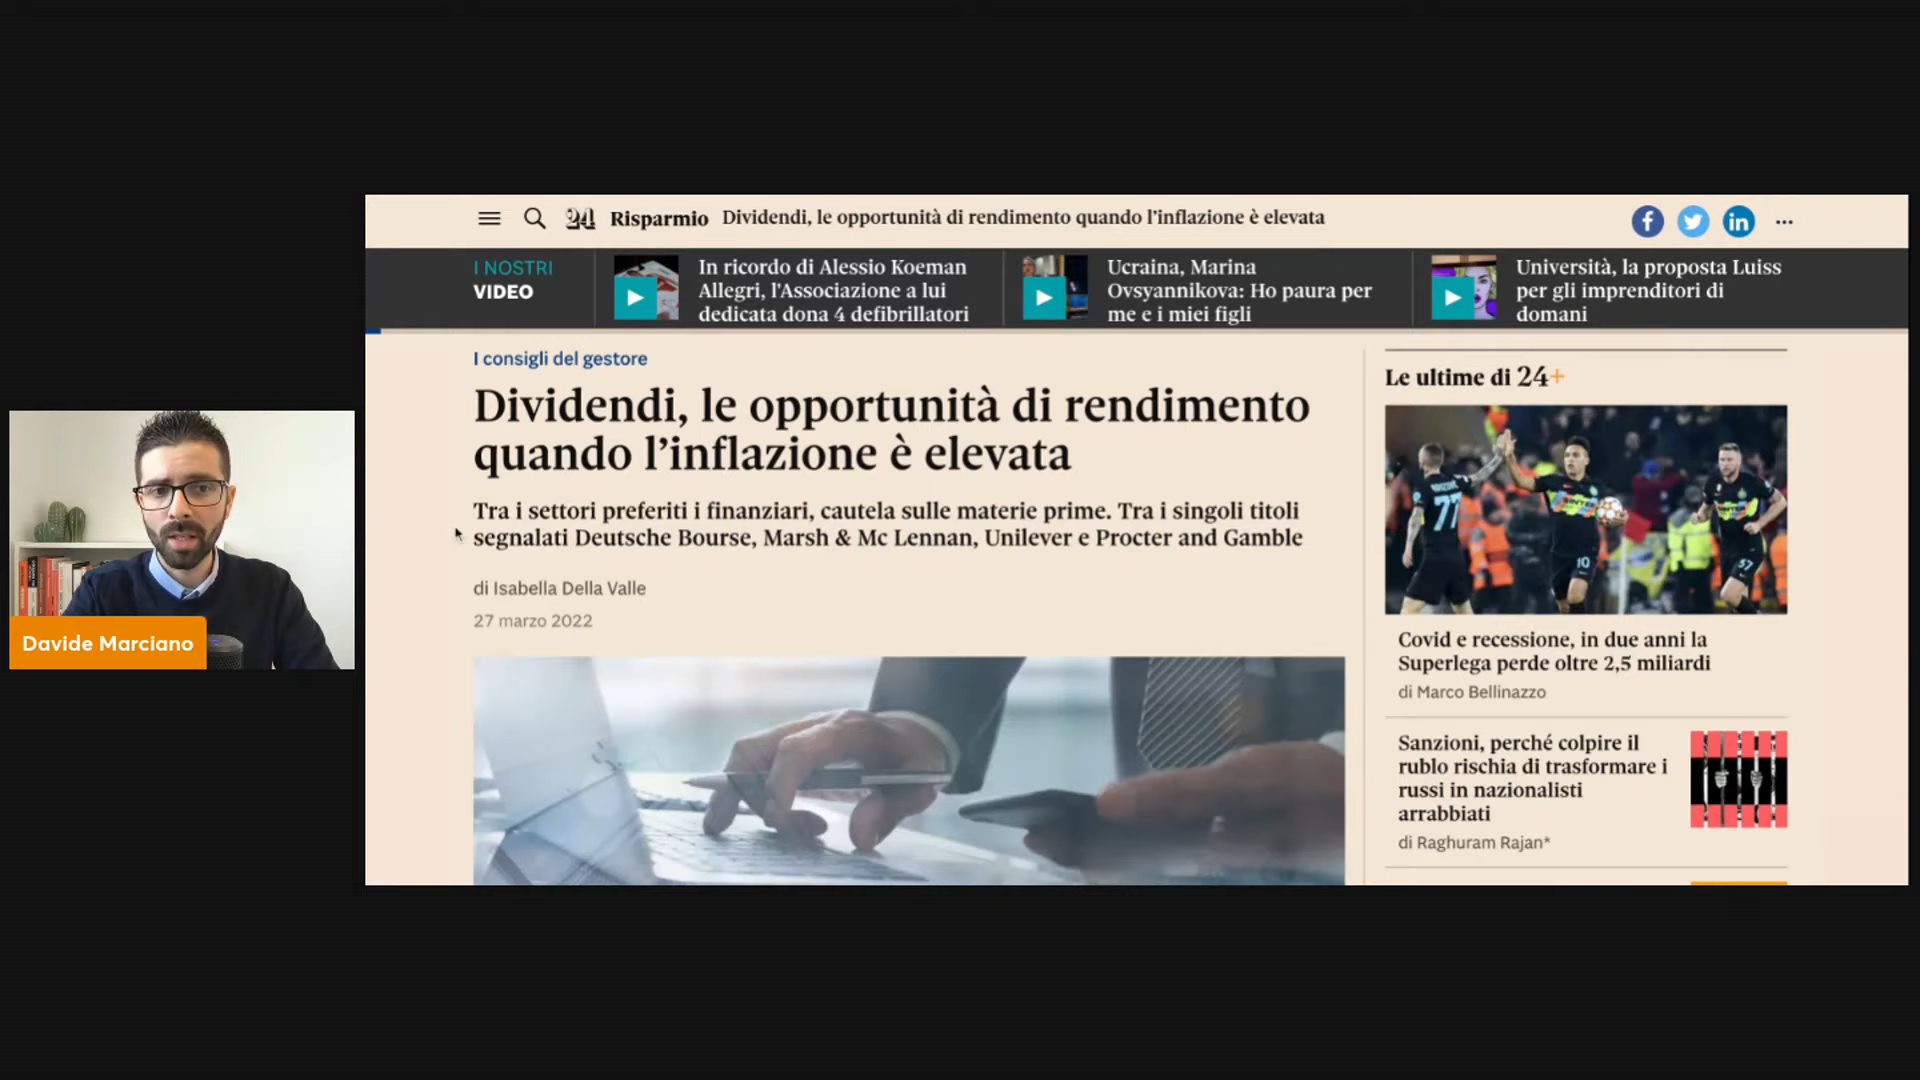 24 Risparmio Dividendi, le opportunità di rendimento quando l'inflazione è elevata
I NOSTRI
VIDEO
In ricordo di Alessio Koeman
Allegri, l'Associazione a lui
dedicata dona 4 defibrillatori
Ucraina, Marina
Ovsyannikova: Ho paura per
me e i miei figli
Università, la proposta Luiss
per gli imprenditori di
domani
I consigli del gestore
Dividendi, le opportunità di rendimento
quando l'inflazione è elevata
Tra i settori preferiti i finanziari, cautela sulle materie prime. Tra i singoli titoli
segnalati Deutsche Bourse, Marsh & Mc Lennan, Unilever e Procter and Gamble
di Isabella Della Valle
27 marzo 2022
Le ultime di 24+
77
10
37
Covid e recessione, in due anni la
Superlega perde oltre 2,5 miliardi
di Marco Bellinazzo
Sanzioni, perché colpire il
rublo rischia di trasformare i
russi in nazionalisti
arrabbiati
di Raghuram Rajan*
Davide Marciano